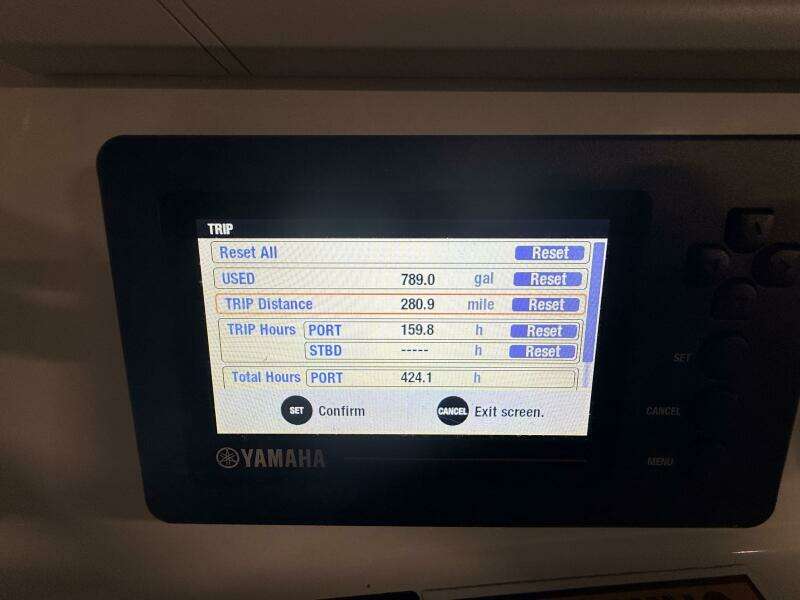 TRIP
Reset All Reset
USED 789.0 gal Reset
TRIP Distance 280.9 mile Reset
TRIP Hours PORT 159.8 h Reset
STBD ----- h Reset
Total Hours PORT 424.1 h
SET Confirm CANCEL Exit screen.
YAMAHA
SET
CANCEL
MENU